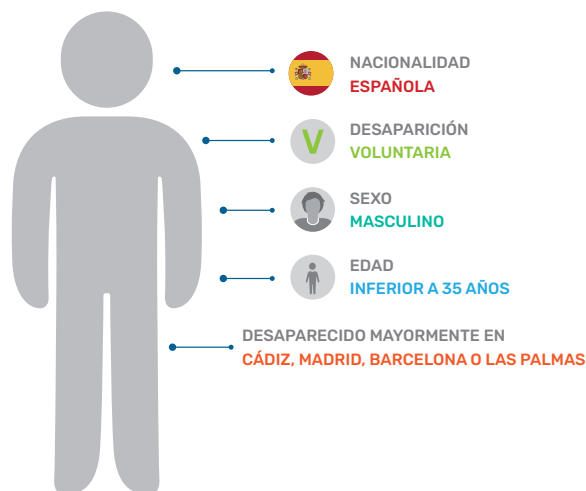 NACIONALIDAD
ESPAÑOLA
V
DESAPARICIÓN
VOLUNTARIA
SEXO
MASCULINO
EDAD
INFERIOR A 35 AÑOS
DESAPARECIDO MAYORMENTE EN
CÁDIZ, MADRID, BARCELONA O LAS PALMAS